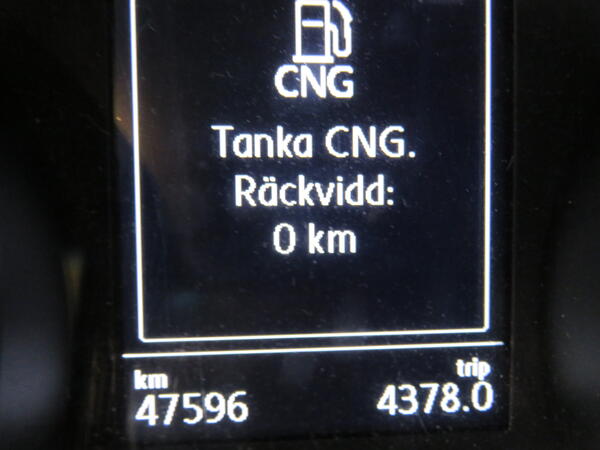 CNG
Tanka CNG.
Räckvidd:
0 km
km trip
47596 4378.0